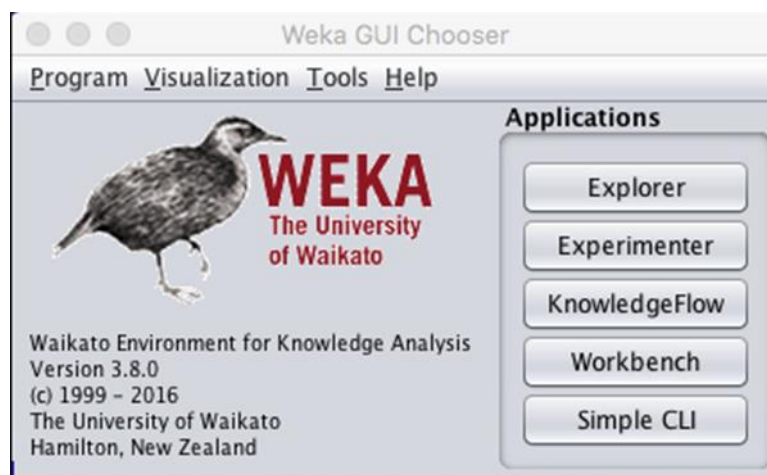 Weka GUI Chooser
Program Visualization Tools Help
WEKA
The University
of Waikato
Waikato Environment for Knowledge Analysis
Version 3.8.0
(c) 1999 – 2016
The University of Waikato
Hamilton, New Zealand
Applications
Explorer
Experimenter
KnowledgeFlow
Workbench
Simple CLI